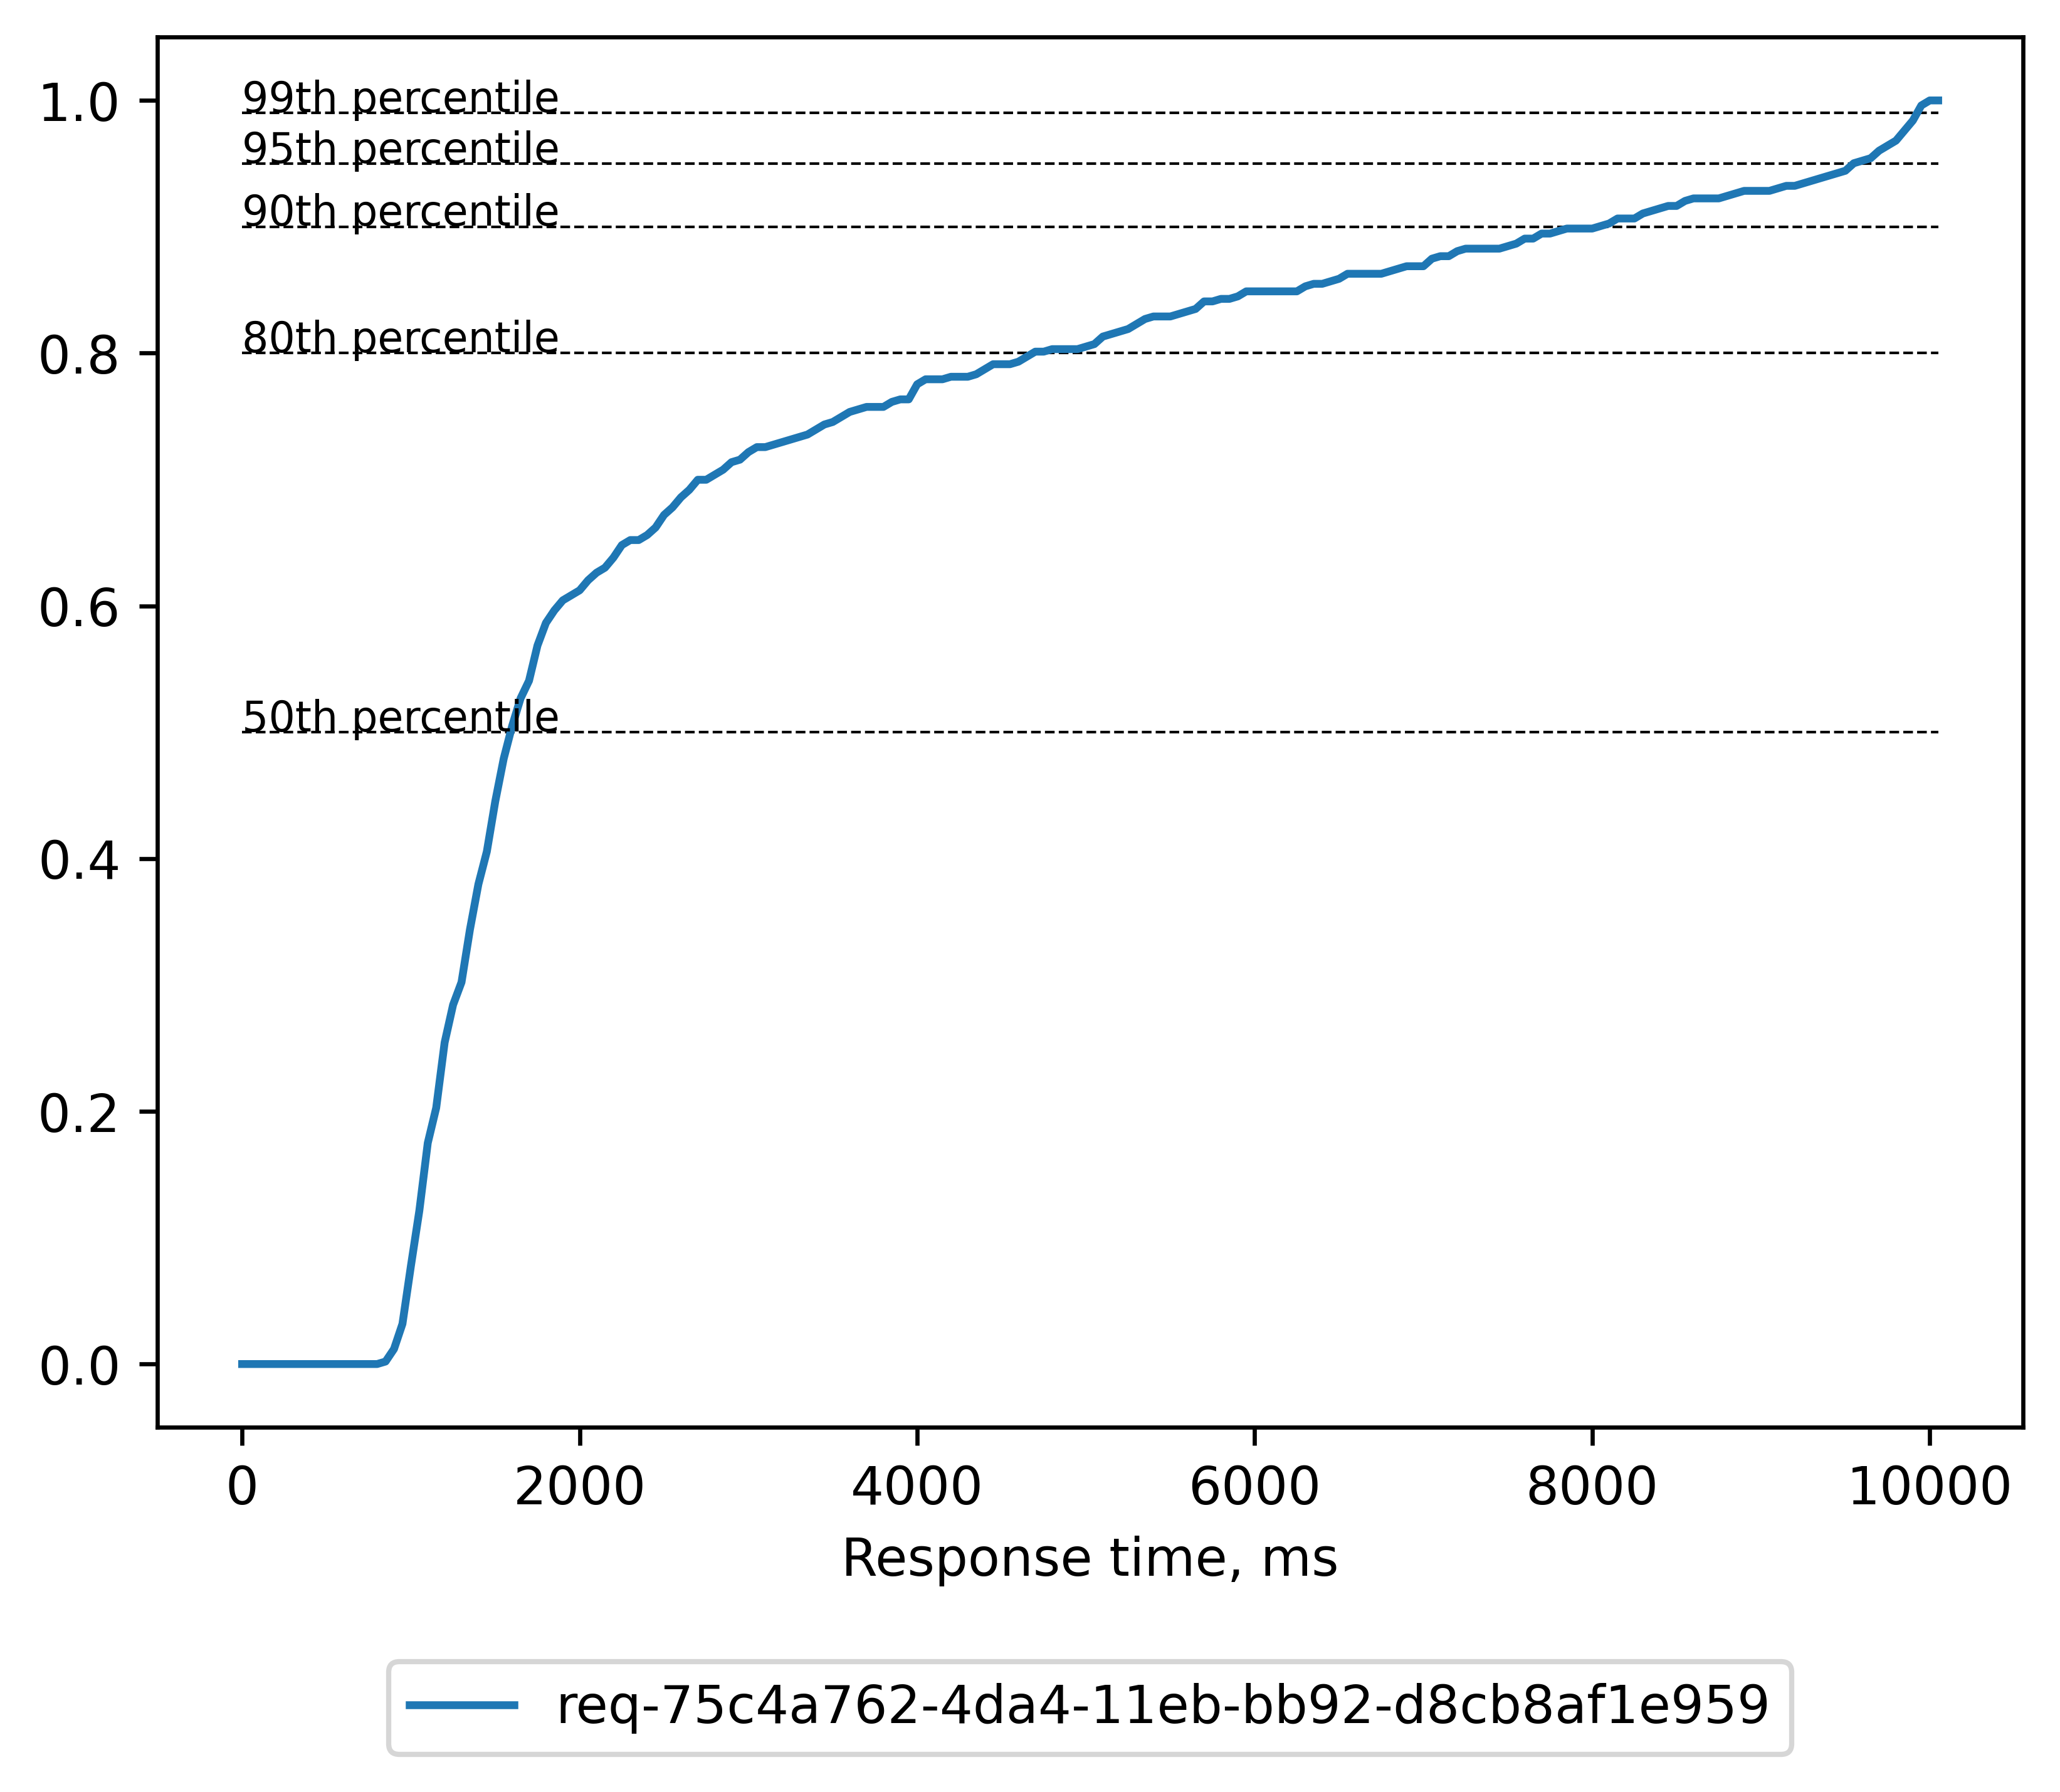 1.0
0.8
0.6
0.4
0.2
0.0
99th percentile
95th percentile
90th percentile
80th percentile
50th percentile
0 2000 4000 6000 8000 10000
Response time, ms
req-75c4a762-4da4-11eb-bb92-d8cb8af1e959